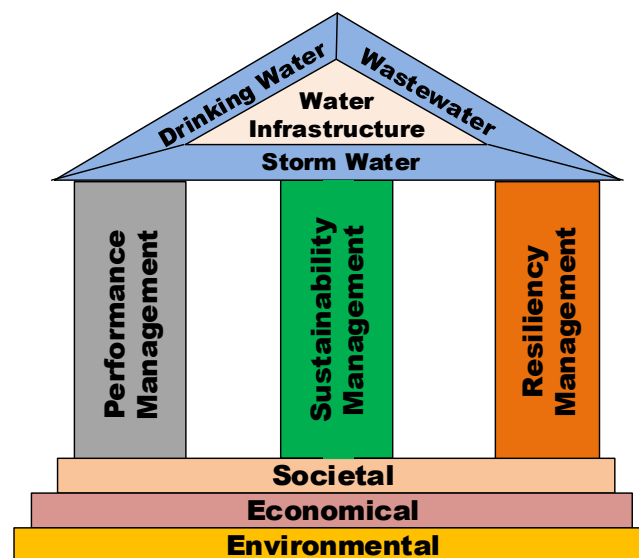 Drinking Water
Wastewater
Water
Infrastructure
Storm Water
Performance
Management
Sustainability
Management
Resiliency
Management
Societal
Economical
Environmental